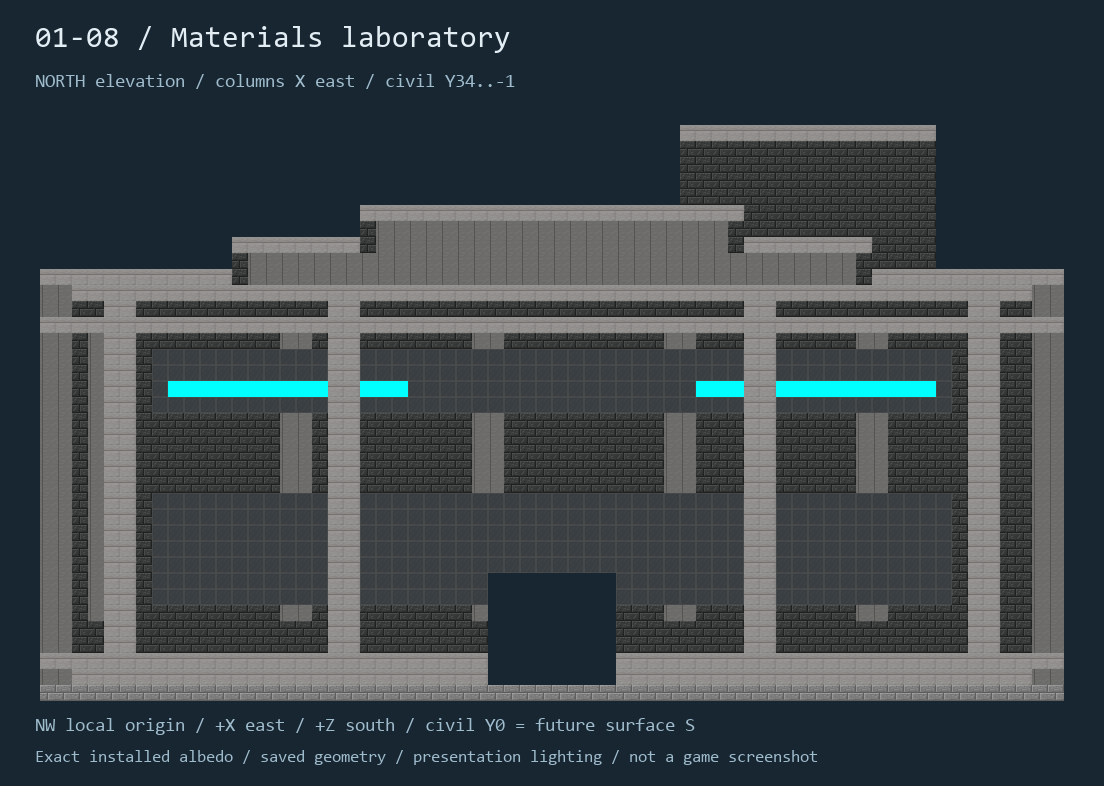 01-08 / Materials laboratory
NORTH elevation / columns X east / civil Y34..-1
NW local origin / +X east / +Z south / civil Y0 = future surface S
Exact installed albedo / saved geometry / presentation lighting / not a game screenshot